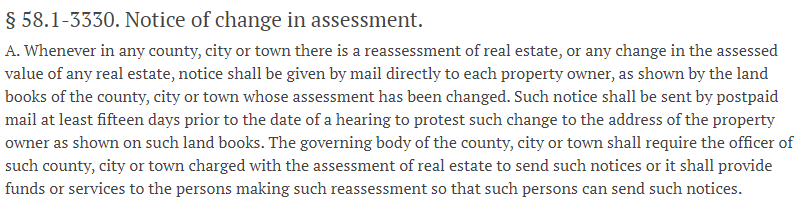 § 58.1-3330. Notice of change in assessment.
A. Whenever in any county, city or town there is a reassessment of real estate, or any change in the assessed
value of any real estate, notice shall be given by mail directly to each property owner, as shown by the land
books of the county, city or town whose assessment has been changed. Such notice shall be sent by postpaid
mail at least fifteen days prior to the date of a hearing to protest such change to the address of the property
owner as shown on such land books. The governing body of the county, city or town shall require the officer of
such county, city or town charged with the assessment of real estate to send such notices or it shall provide
funds or services to the persons making such reassessment so that such persons can send such notices.